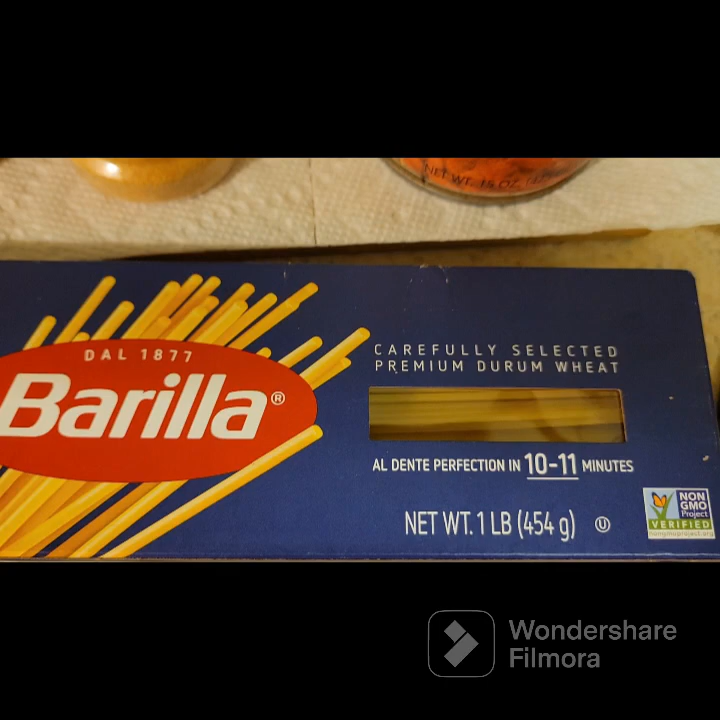 NET WT. 15 OZ.
DAL 1877
Barilla®
CAREFULLY SELECTED
PREMIUM DURUM WHEAT
AL DENTE PERFECTION IN 10-11 MINUTES
NET WT. 1 LB (454 g) U
NON
GMO
Project
VERIFIED
nongmoproject.org
Wondershare
Filmora